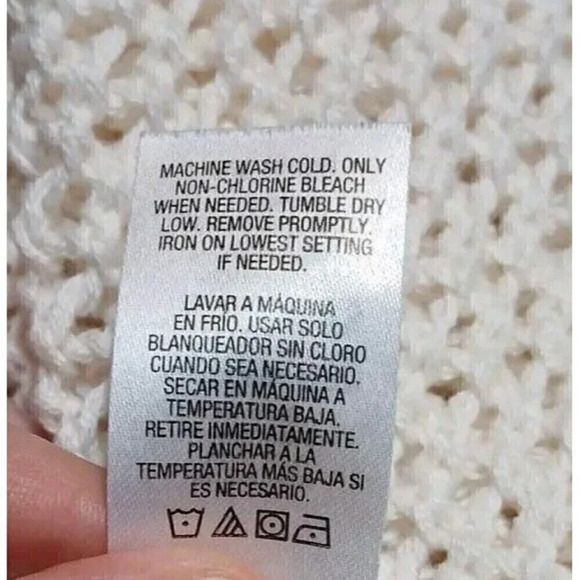 MACHINE WASH COLD. ONLY
NON-CHLORINE BLEACH
WHEN NEEDED. TUMBLE DRY
LOW. REMOVE PROMPTLY.
IRON ON LOWEST SETTING
IF NEEDED.
LAVAR A MÁQUINA
EN FRÍO. USAR SOLO
BLANQUEADOR SIN CLORO
CUANDO SEA NECESARIO.
SECAR EN MÁQUINA A
TEMPERATURA BAJA.
RETIRE INMEDIATAMENTE.
PLANCHAR A LA
TEMPERATURA MÁS BAJA SI
ES NECESARIO.